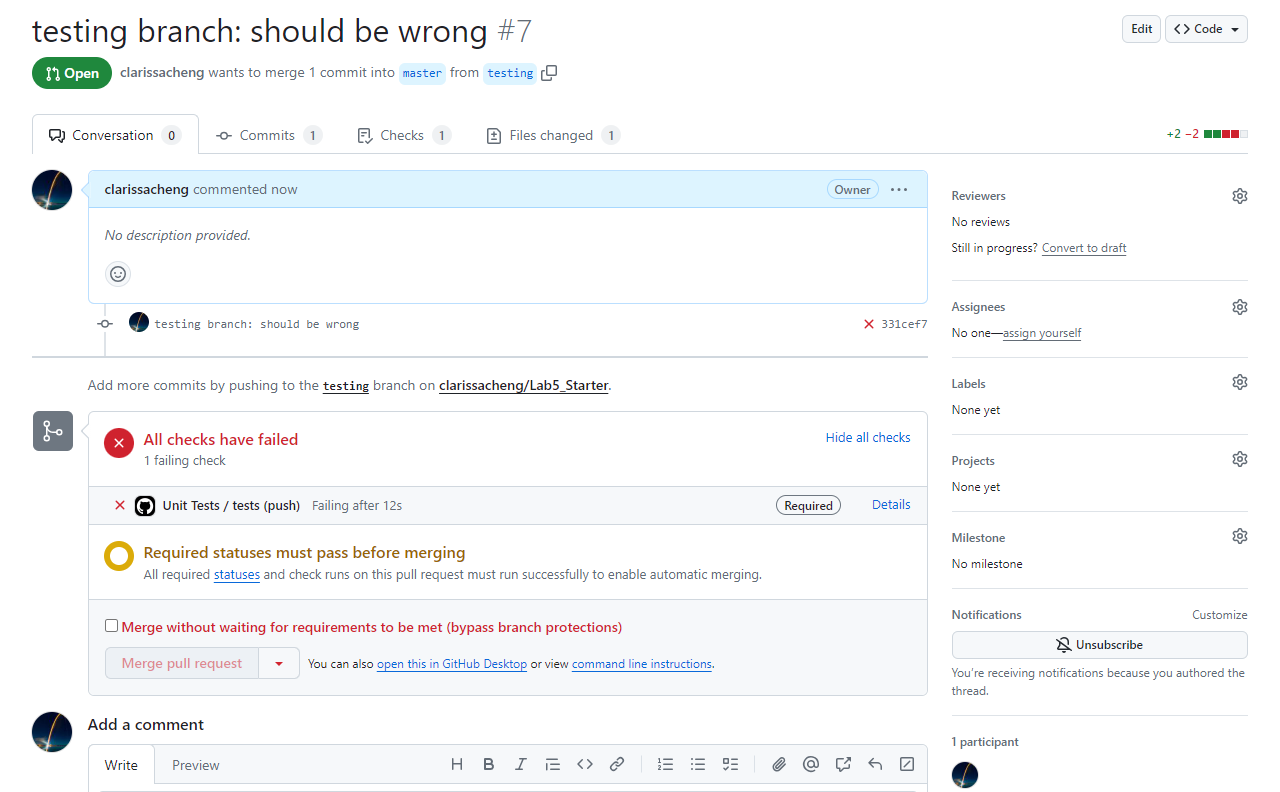 testing branch: should be wrong #7
Edit
Code
Open
clarissacheng wants to merge 1 commit into master from testing
Conversation 0
Commits 1
Checks 1
Files changed 1
+2 −2
clarissacheng commented now
Owner
No description provided.
testing branch: should be wrong
331cef7
Add more commits by pushing to the testing branch on clarissacheng/Lab5_Starter.
All checks have failed
1 failing check
Hide all checks
Unit Tests / tests (push) Failing after 12s
Required
Details
Required statuses must pass before merging
All required statuses and check runs on this pull request must run successfully to enable automatic merging.
Merge without waiting for requirements to be met (bypass branch protections)
Merge pull request
You can also open this in GitHub Desktop or view command line instructions.
Add a comment
Write
Preview
Reviewers
No reviews
Still in progress? Convert to draft
Assignees
No one—assign yourself
Labels
None yet
Projects
None yet
Milestone
No milestone
Notifications
Customize
Unsubscribe
You're receiving notifications because you authored the
thread.
1 participant